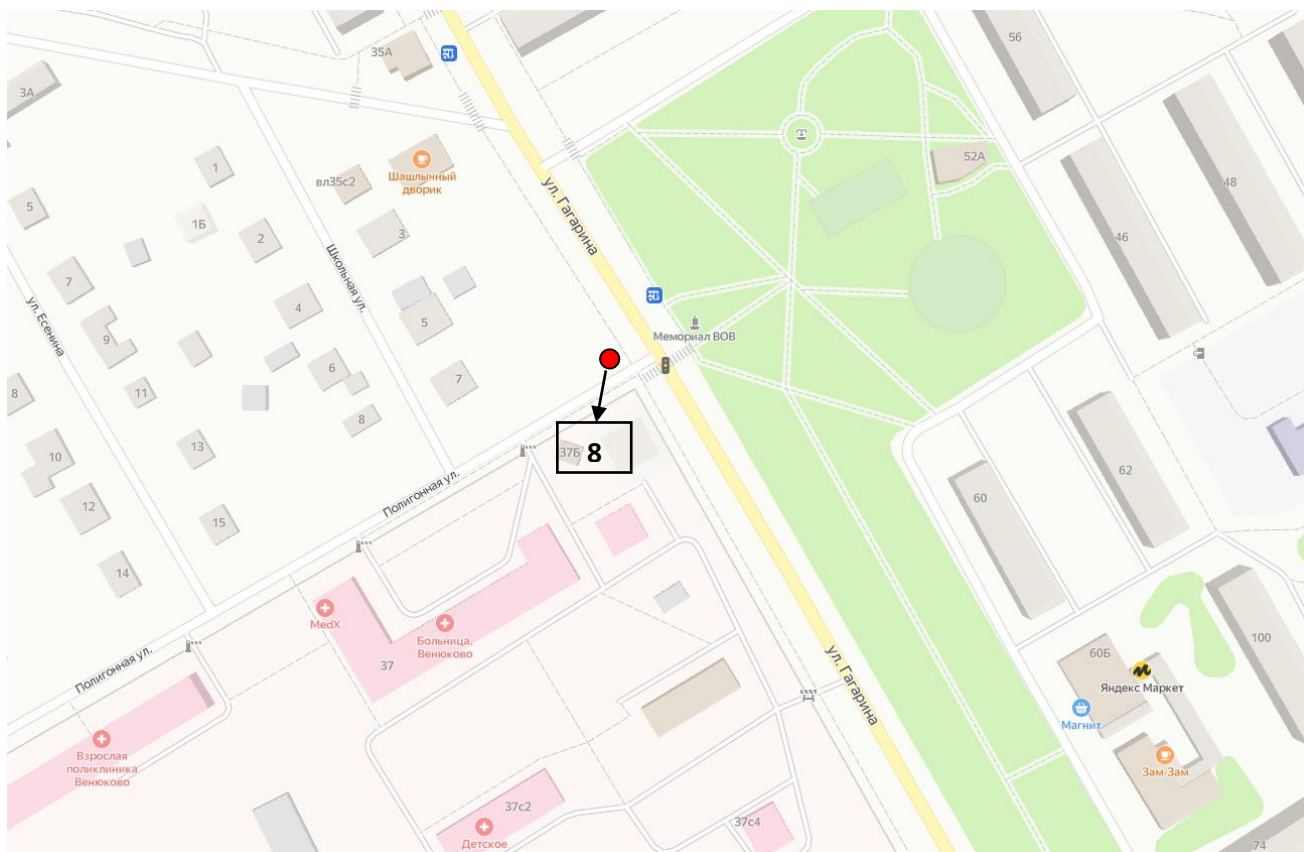 35А
56
3А
52А
1
Шашлычный
дворик
48
вл35с2
5
1Б
3
ул. Гагарина
46
2
Школьная ул.
7
4
ул. Есенина
5
Мемориал ВОВ
9
6
7
8
11
8
13
37Б
8
10
62
Полигонная ул.
60
12
15
14
MedX
Больница.
Венюково
100
37
60Б
Полигонная ул.
ул. Гагарина
Яндекс Маркет
Магнит
Взрослая
поликлиника
Венюково
Зам-Зам
37с2
37с4
Детское
74